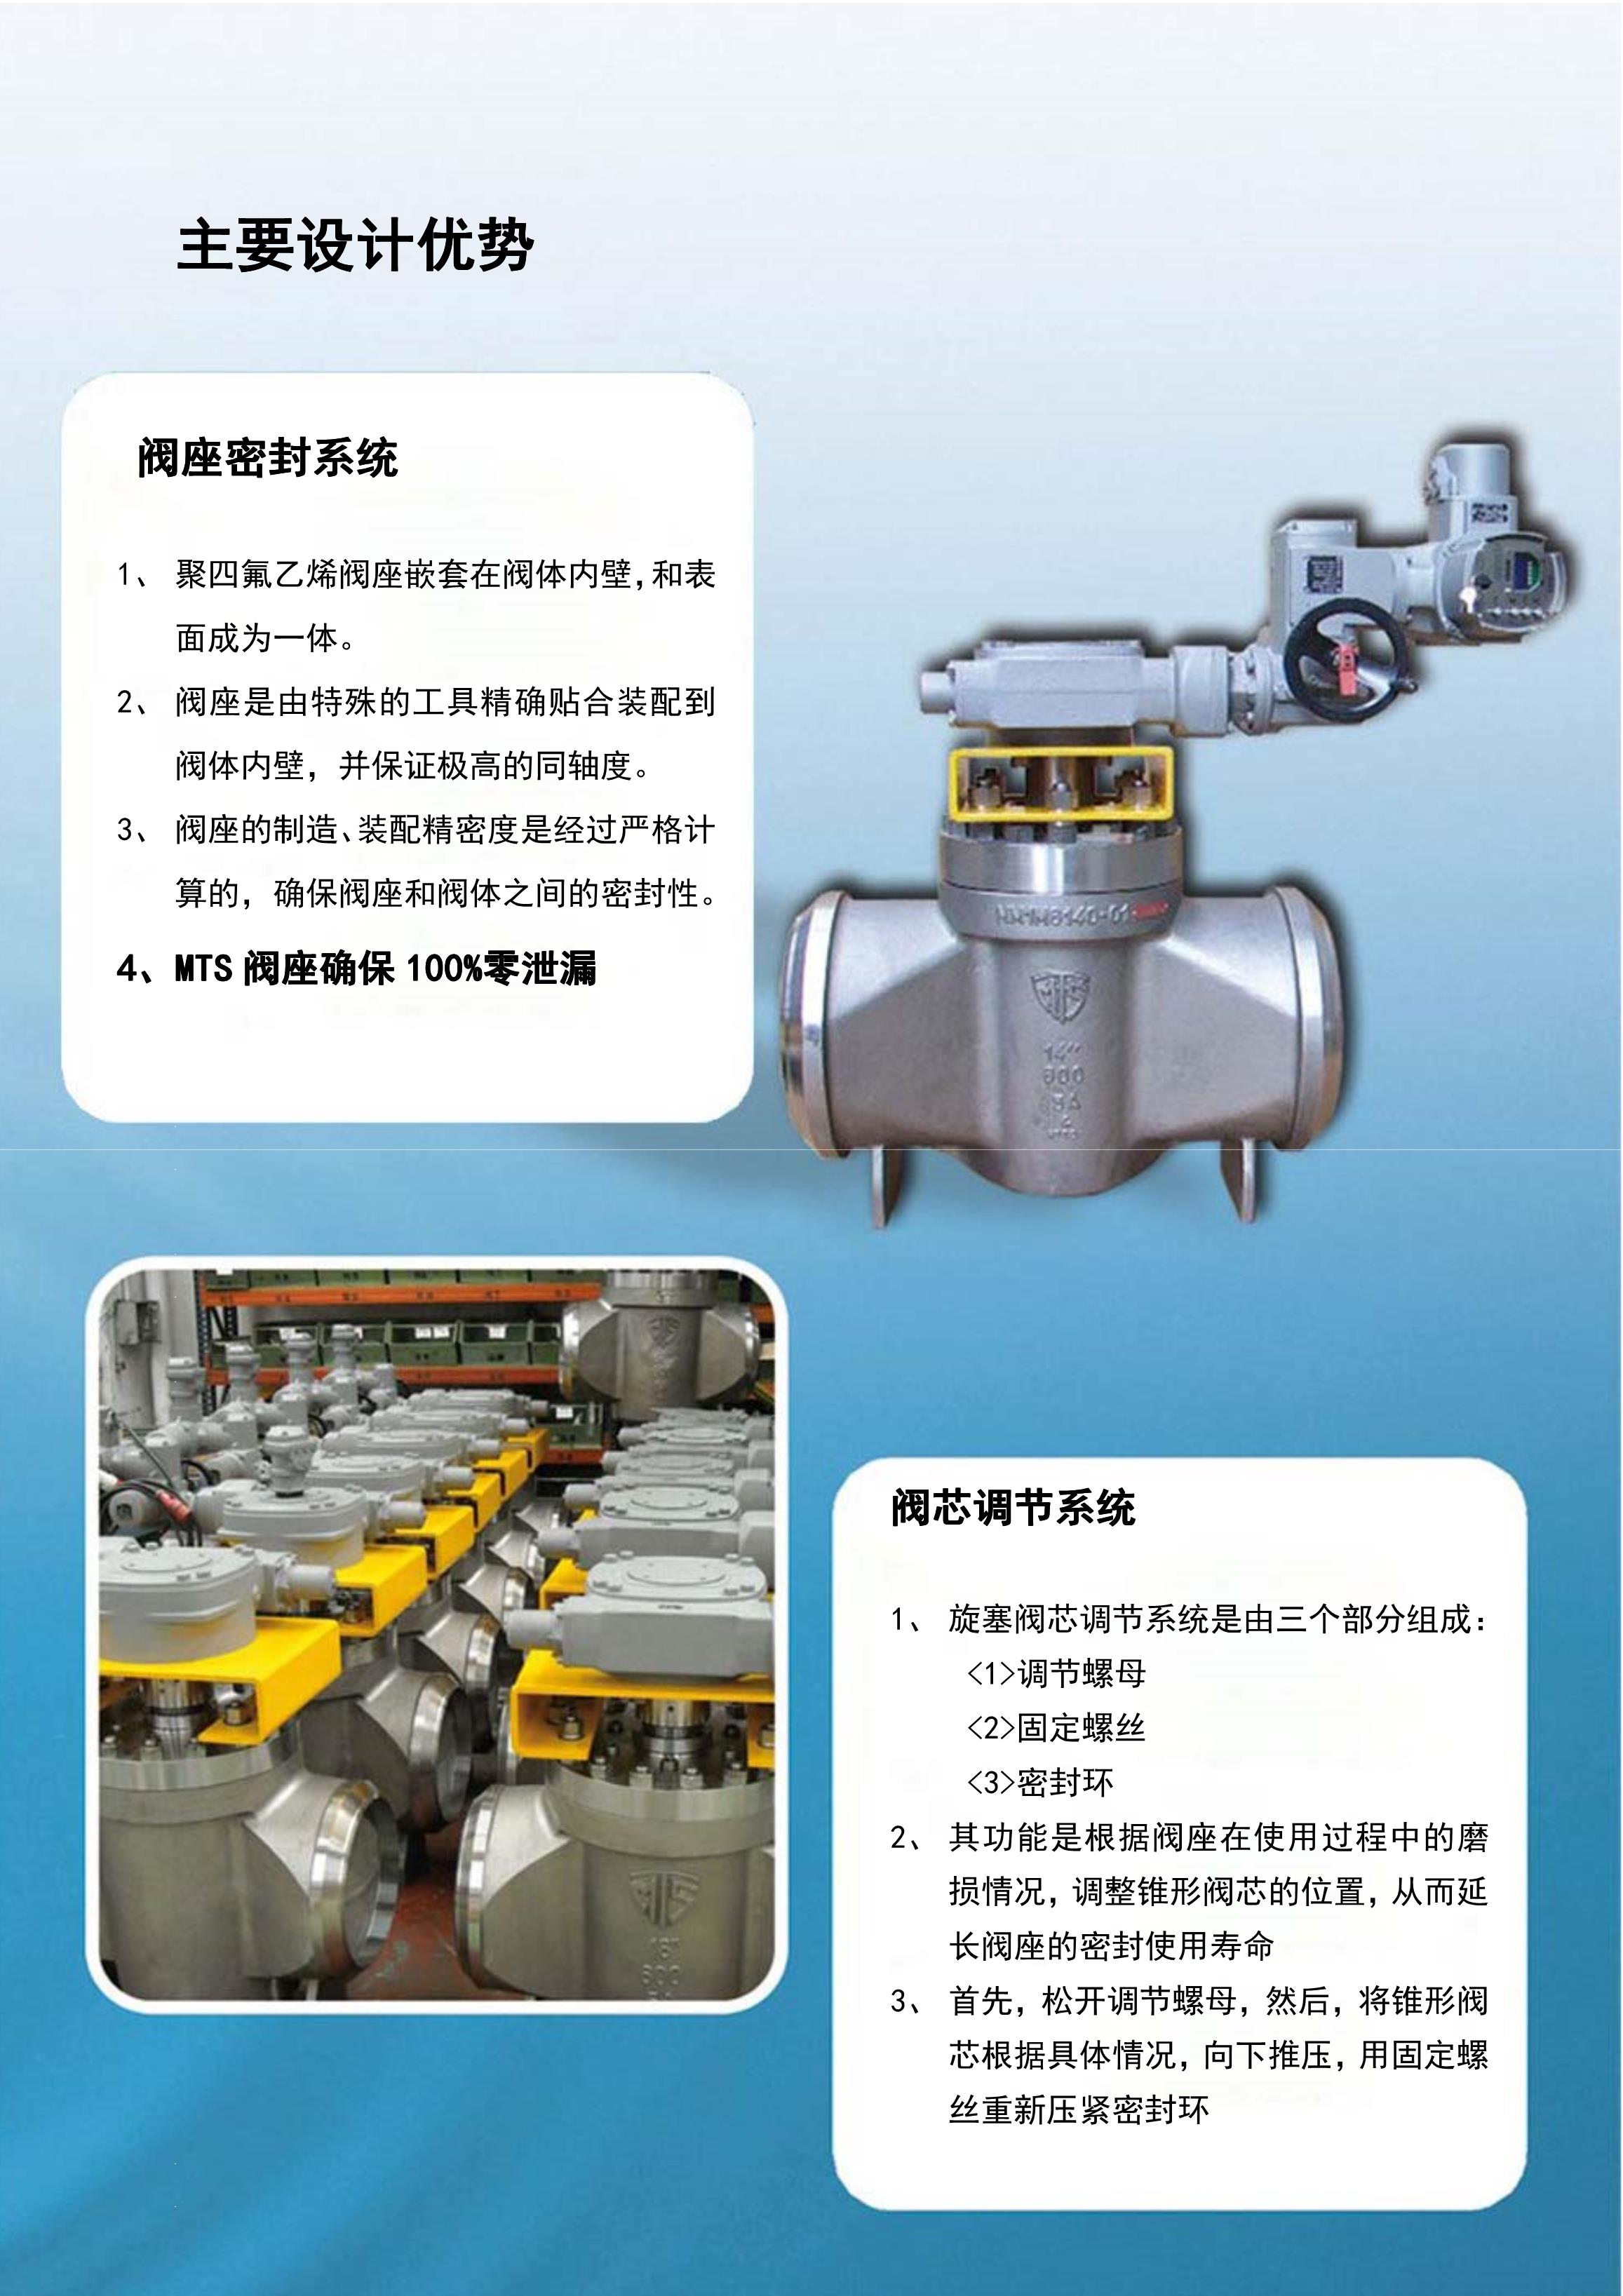 主要设计优势
阀座密封系统
1、 聚四氟乙烯阀座嵌套在阀体内壁，和表
面成为一体。
2、 阀座是由特殊的工具精确贴合装配到
阀体内壁，并保证极高的同轴度。
3、 阀座的制造、装配精密度是经过严格计
算的，确保阀座和阀体之间的密封性。
4、MTS 阀座确保 100%零泄漏
14"
600
阀芯调节系统
1、 旋塞阀芯调节系统是由三个部分组成：
<1>调节螺母
<2>固定螺丝
<3>密封环
2、 其功能是根据阀座在使用过程中的磨
损情况，调整锥形阀芯的位置，从而延
长阀座的密封使用寿命
3、 首先，松开调节螺母，然后，将锥形阀
芯根据具体情况，向下推压，用固定螺
丝重新压紧密封环